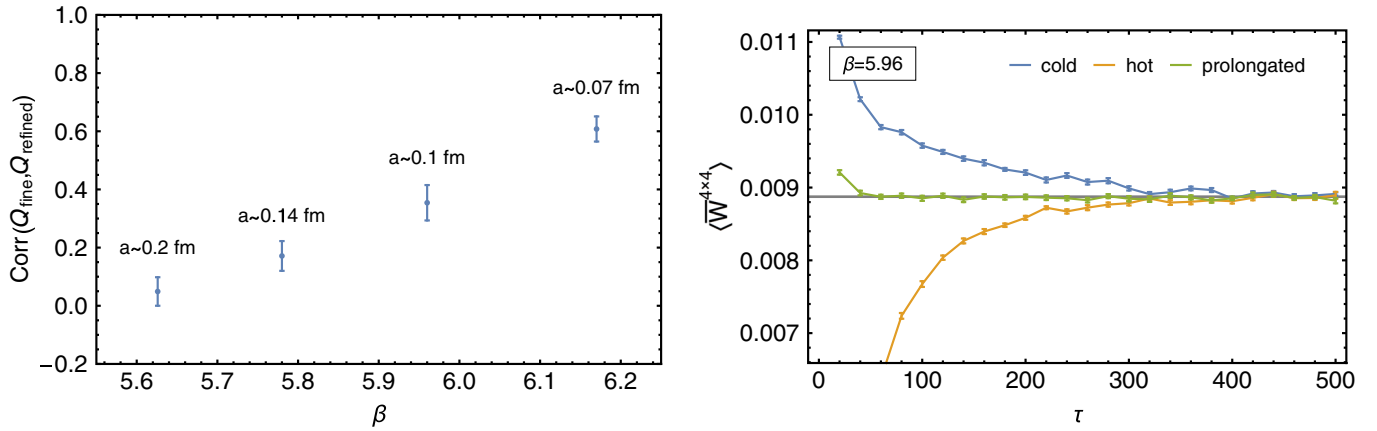 1.0
0.8
0.6
0.4
0.2
0.0
−0.2
Corr(Q_fine,Q_refined)
a~0.2 fm
a~0.14 fm
a~0.1 fm
a~0.07 fm
5.6 5.7 5.8 5.9 6.0 6.1 6.2
β
0.011
0.010
0.009
0.008
0.007
⟨W̅^4×4⟩
β=5.96
cold hot prolongated
0 100 200 300 400 500
τ